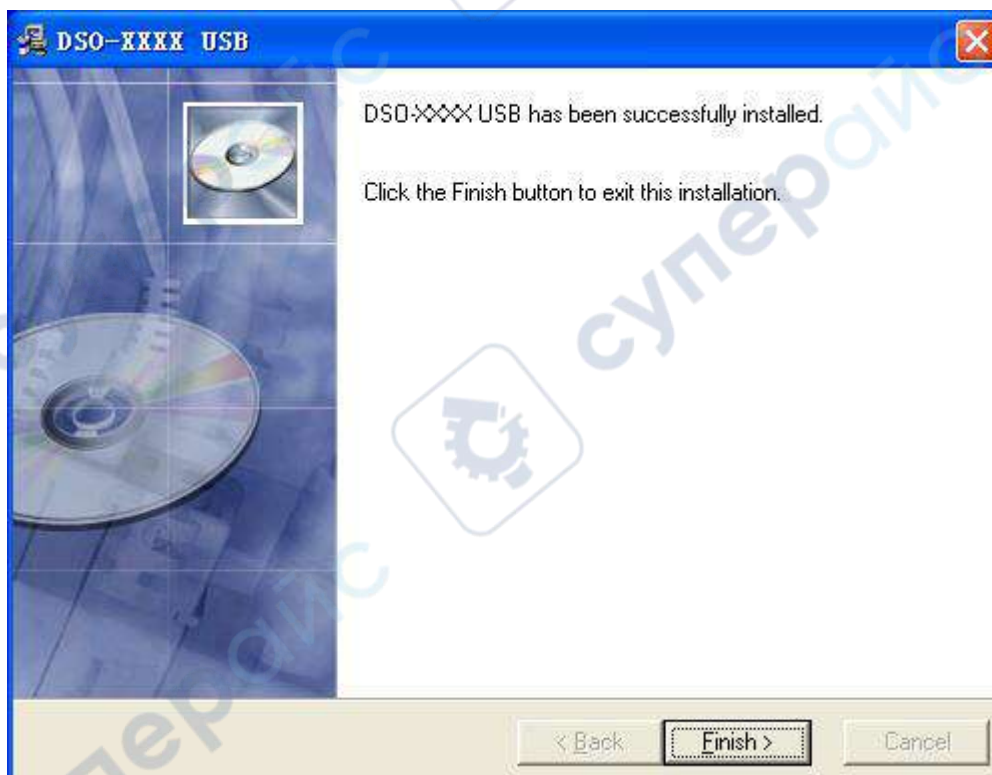 DSO-XXXX USB
DSO-XXXX USB has been successfully installed.
Click the Finish button to exit this installation.
суперайс
< Back
Finish >
Cancel